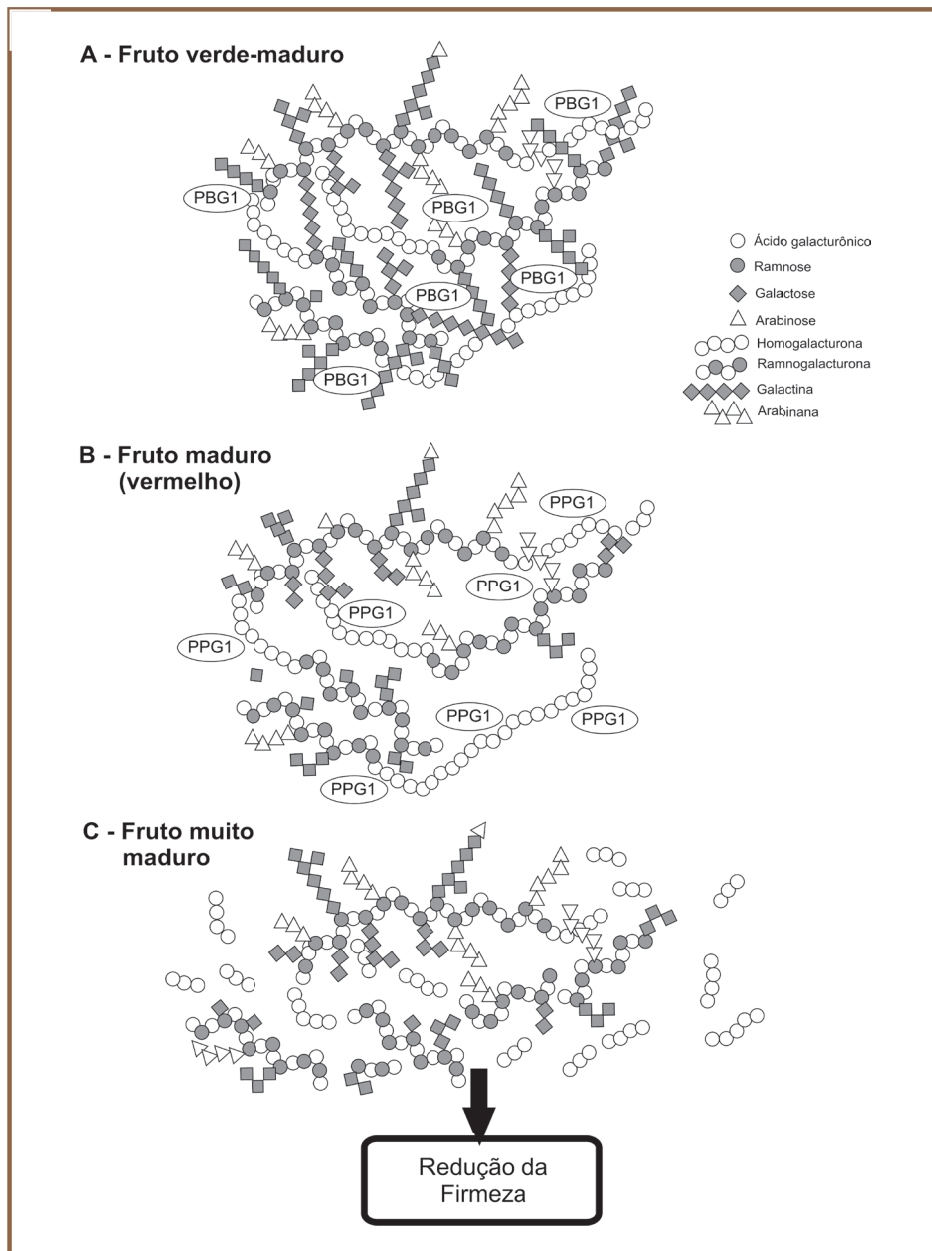 A - Fruto verde-maduro
PBG1
PBG1
PBG1
PBG1
PBG1
PBG1
Ácido galacturônico
Ramnose
Galactose
Arabinose
Homogalacturona
Ramnogalacturona
Galactina
Arabinana
B - Fruto maduro
(vermelho)
PPG1
PPG1
PPG1
PPG1
PPG1
PPG1
PPG1
C - Fruto muito
maduro
Redução da
Firmeza